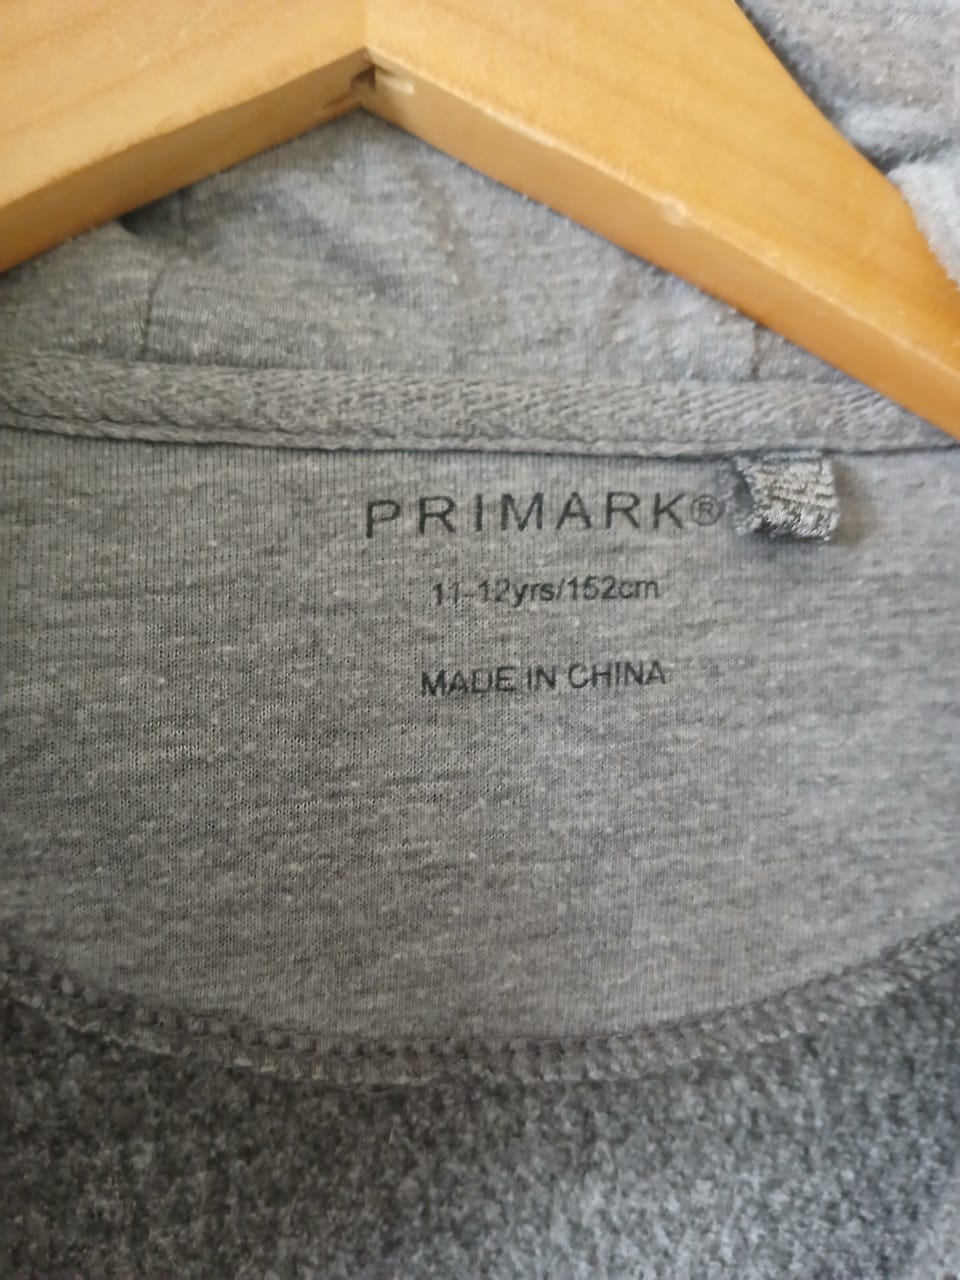 PRIMARK®
11-12yrs/152cm
MADE IN CHINA